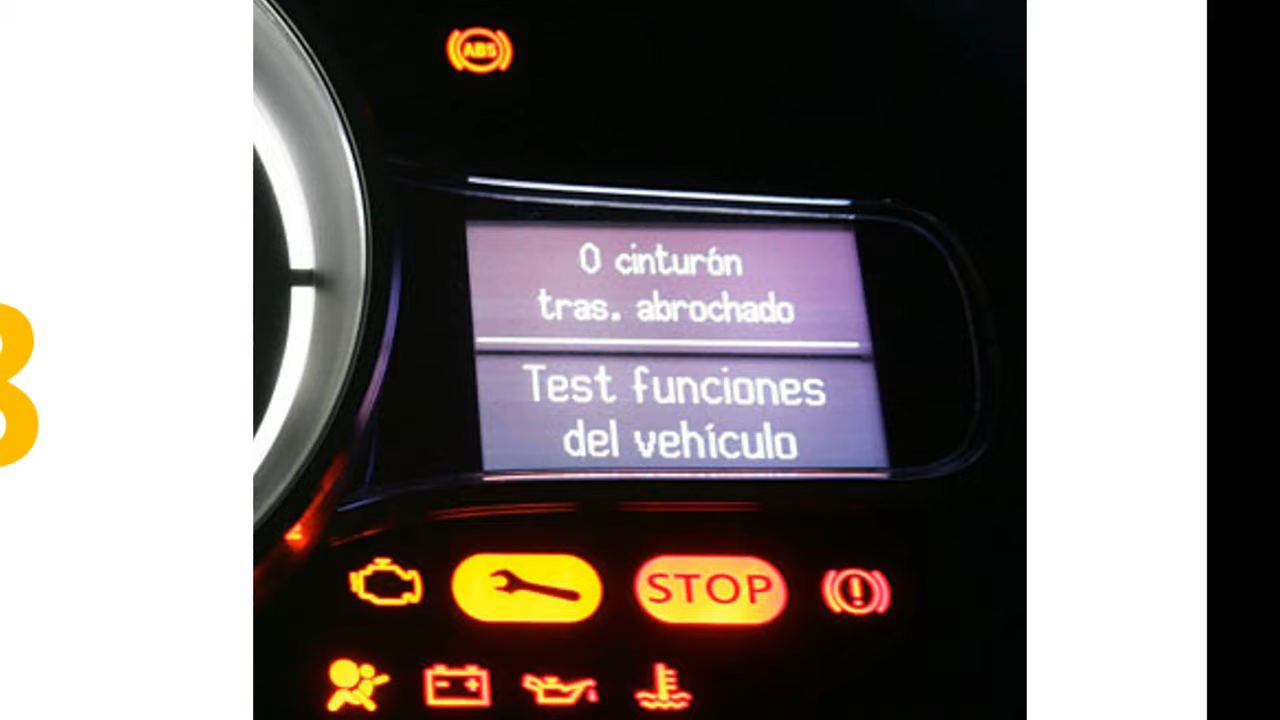 ABS
0 cinturón
tras. abrochado
Test funciones
del vehículo
STOP